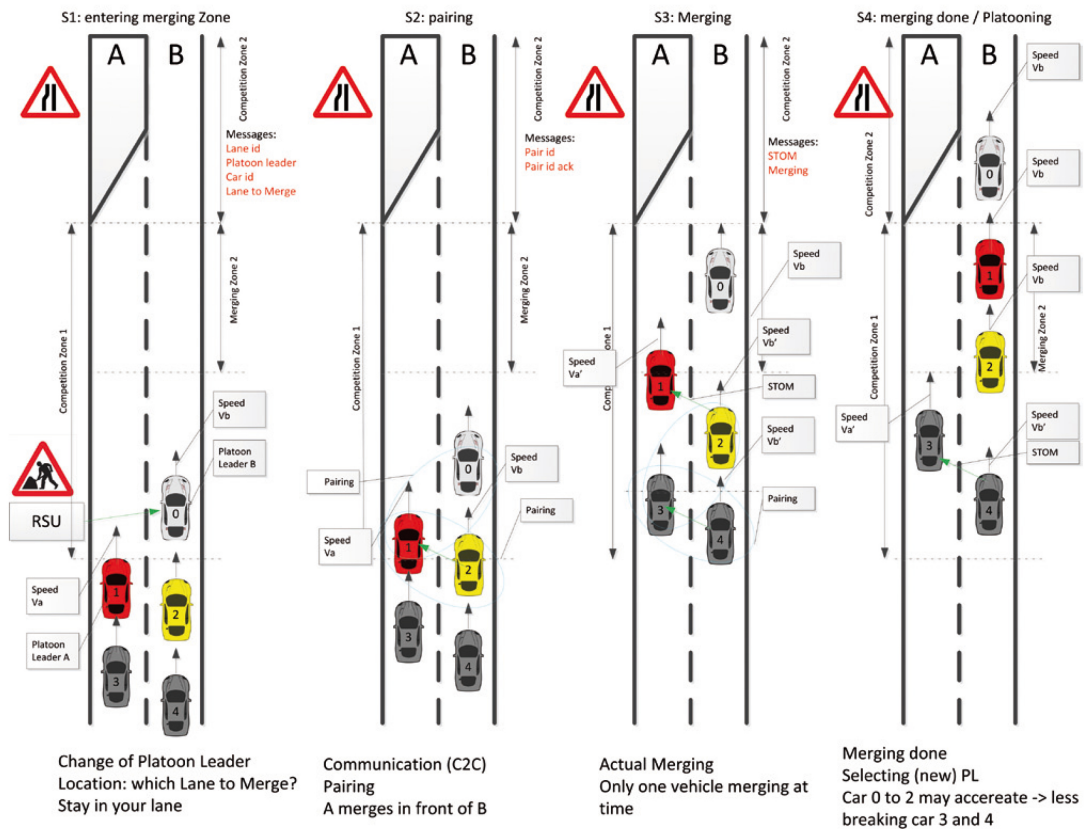 S1: entering merging Zone
A
B
Competition Zone 2
Messages:
Lane id
Platoon leader
Car id
Lane to Merge
Competition Zone 1
Merging Zone 2
Speed
Vb
Platoon
Leader B
RSU
0
Speed
Va
1
2
Platoon
Leader A
3
4
Change of Platoon Leader
Location: which Lane to Merge?
Stay in your lane
S2: pairing
A
B
Competition Zone 2
Messages:
Pair id
Pair id ack
Competition Zone 1
Merging Zone 2
0
Speed
Vb
Pairing
Pairing
1
Speed
Va
2
3
4
Communication (C2C)
Pairing
A merges in front of B
S3: Merging
A
B
Competition Zone 2
Messages:
STOM
Merging
Speed
Vb
0
Speed
Vb'
Speed
Va'
1
STOM
2
Speed
Vb'
3
Pairing
4
Actual Merging
Only one vehicle merging at
time
S4: merging done / Platooning
A
B
Competition Zone 2
Speed
Vb
0
Speed
Vb
1
Speed
Vb
Competition Zone 1
Merging Zone 2
2
Speed
Va'
3
Speed
Vb'
STOM
4
Merging done
Selecting (new) PL
Car 0 to 2 may accereate -> less
breaking car 3 and 4